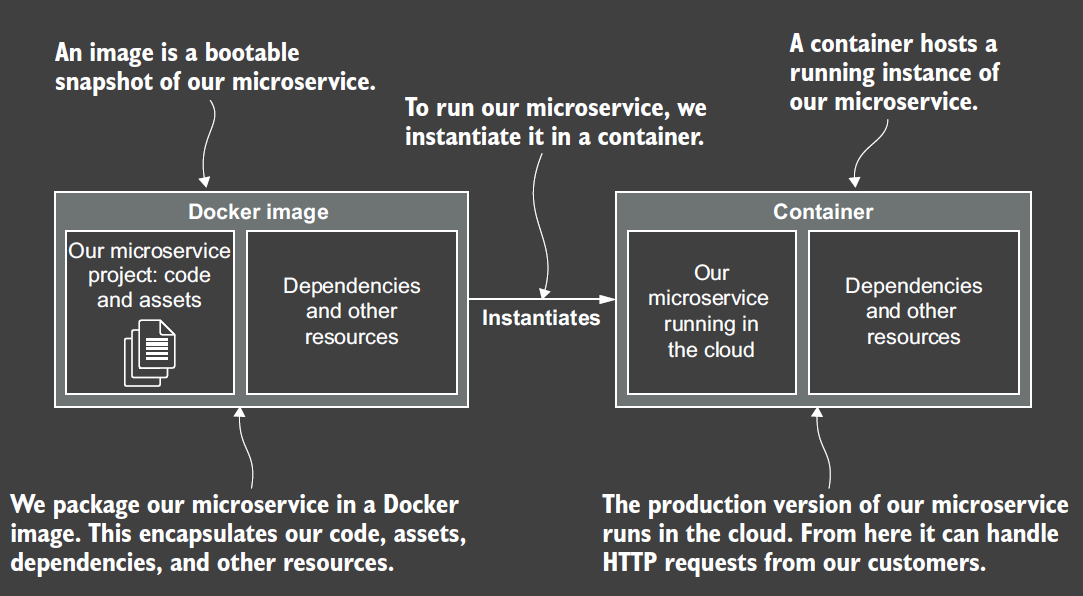 An image is a bootable
snapshot of our microservice.
To run our microservice, we
instantiate it in a container.
A container hosts a
running instance of
our microservice.
Docker image
Our microservice
project: code
and assets
Dependencies
and other
resources
Instantiates
Container
Our
microservice
running in
the cloud
Dependencies
and other
resources
We package our microservice in a Docker
image. This encapsulates our code, assets,
dependencies, and other resources.
The production version of our microservice
runs in the cloud. From here it can handle
HTTP requests from our customers.